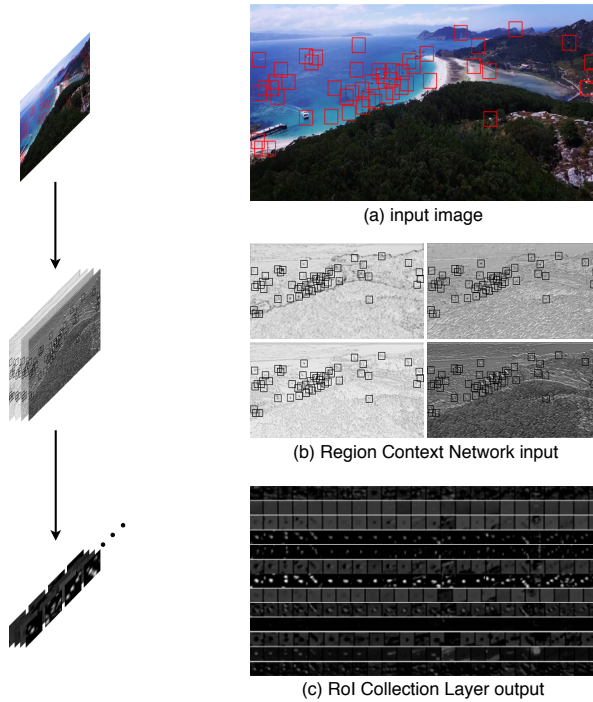 (a) input image
(b) Region Context Network input
(c) RoI Collection Layer output